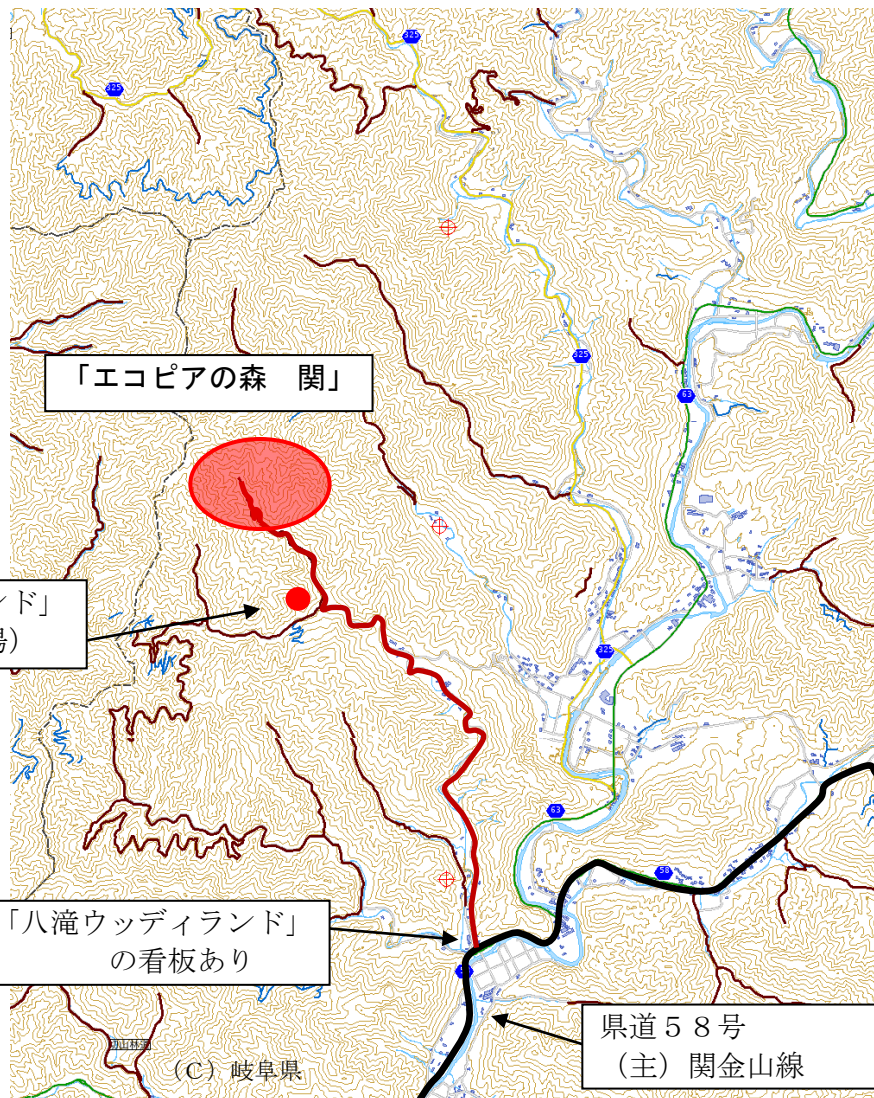 325
325
「エコピアの森　関」
325
63
ンド」
場）
325
63
58
「八滝ウッディランド」
の看板あり
県道５８号
（主）関金山線
（C）岐阜県